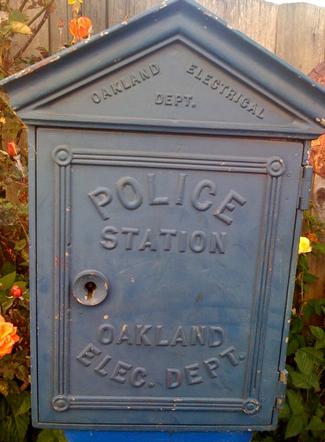 OAKLAND ELECTRICAL
DEPT.
POLICE
STATION
OAKLAND
ELEC. DEPT.